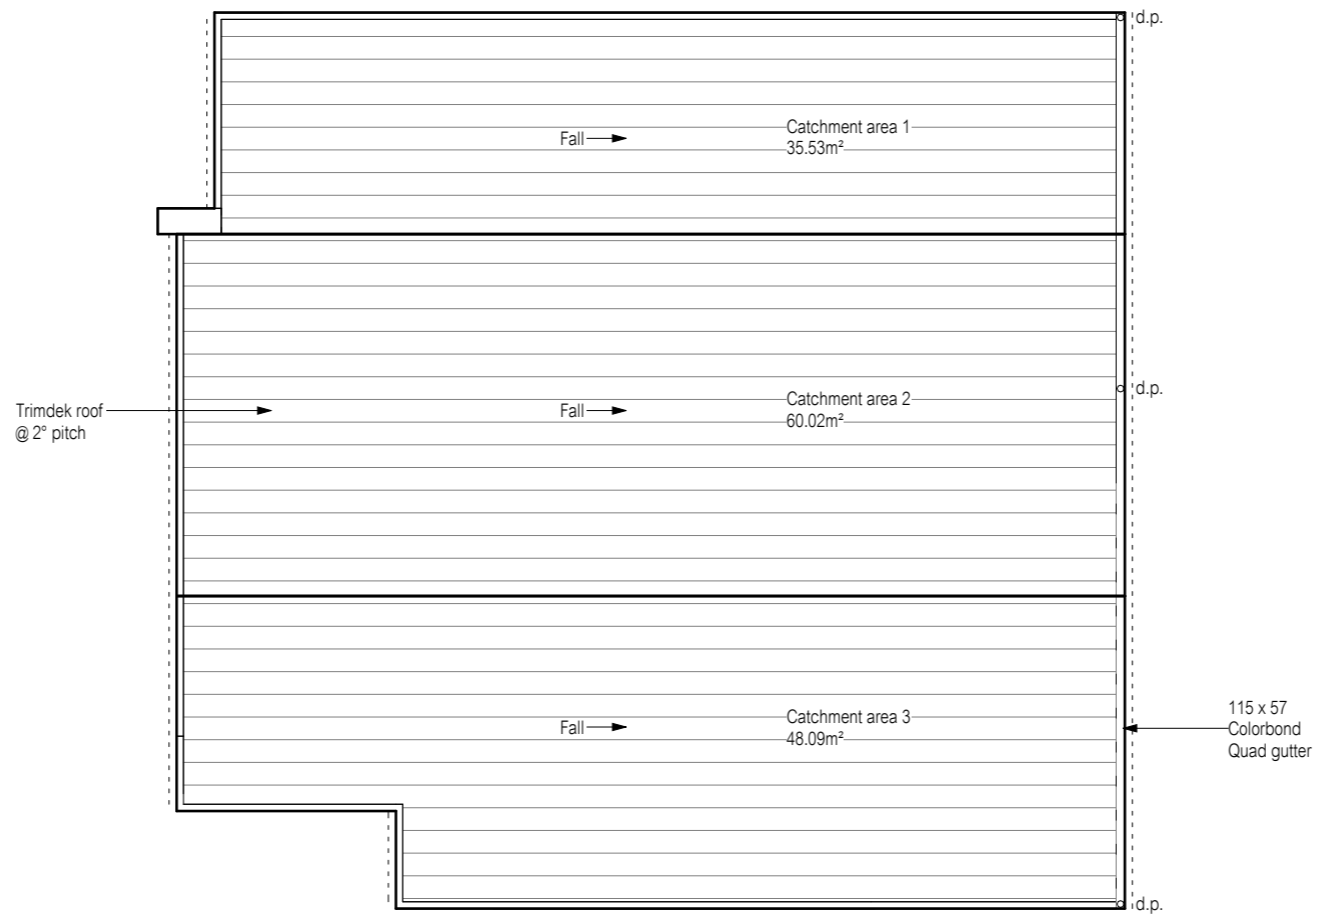 d.p.
Catchment area 1
Fall
35.53m²
d.p.
Catchment area 2
Trimdek roof
Fall
60.02m²
@ 2° pitch
115 x 57
Catchment area 3
Fall
Colorbond
48.09m²
Quad gutter
d.p.